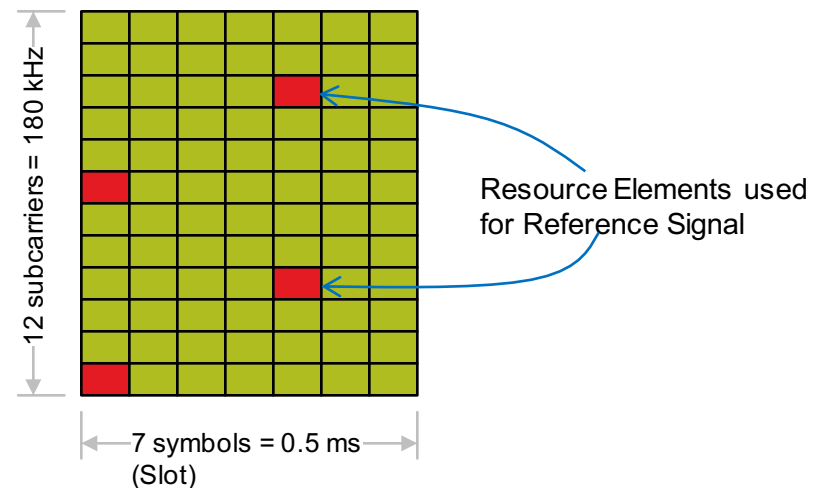 12 subcarriers = 180 kHz
Resource Elements used
for Reference Signal
7 symbols = 0.5 ms
(Slot)